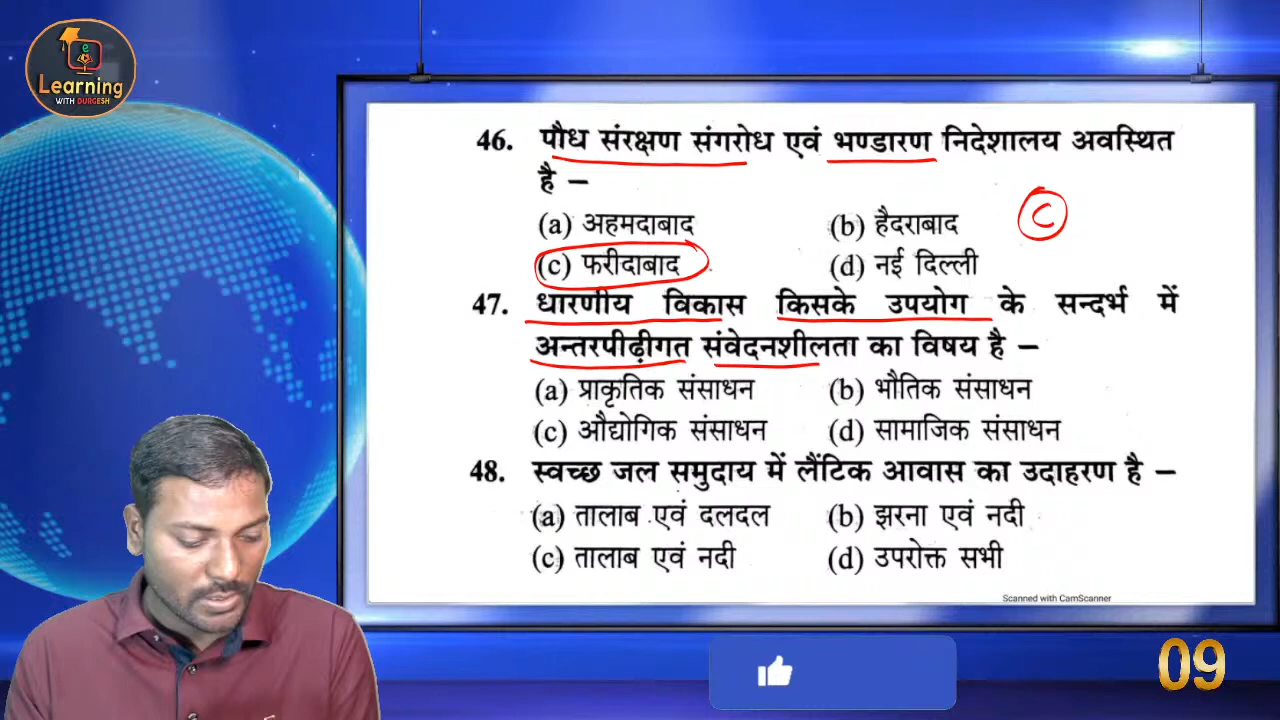 e
Learning
WITH DURGESH
46. पौध संरक्षण संगरोध एवं भण्डारण निदेशालय अवस्थित
है –
(a) अहमदाबाद (b) हैदराबाद
C
(c) फरीदाबाद (d) नई दिल्ली
47. धारणीय विकास किसके उपयोग के सन्दर्भ में
अन्तरपीढ़ीगत संवेदनशीलता का विषय है –
(a) प्राकृतिक संसाधन (b) भौतिक संसाधन
(c) औद्योगिक संसाधन (d) सामाजिक संसाधन
48. स्वच्छ जल समुदाय में लैंटिक आवास का उदाहरण है –
(a) तालाब एवं दलदल (b) झरना एवं नदी
(c) तालाब एवं नदी (d) उपरोक्त सभी
Scanned with CamScanner
09